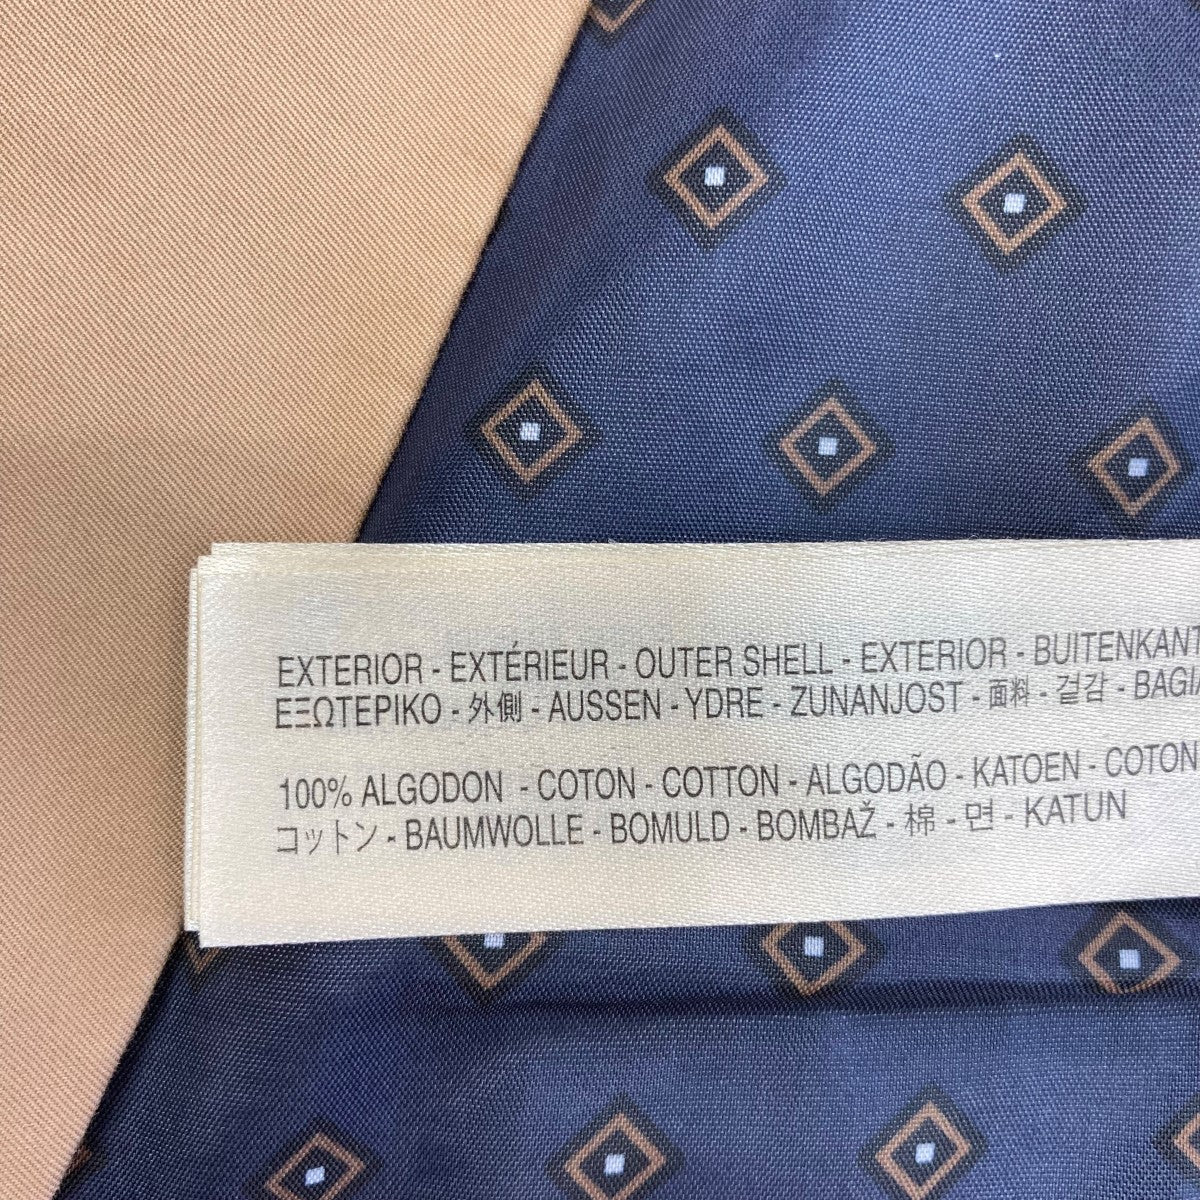 EXTERIOR - EXTÉRIEUR - OUTER SHELL - EXTERIOR - BUITENKANT
ΕΞΩΤΕΡΙΚΟ - 外側 - AUSSEN - YDRE - ZUNANJOST - 面料 - 겉감 - BAGIA
100% ALGODON - COTON - COTTON - ALGODÃO - KATOEN - COTON
コットン - BAUMWOLLE - BOMULD - BOMBAŽ - 棉 - 면 - KATUN